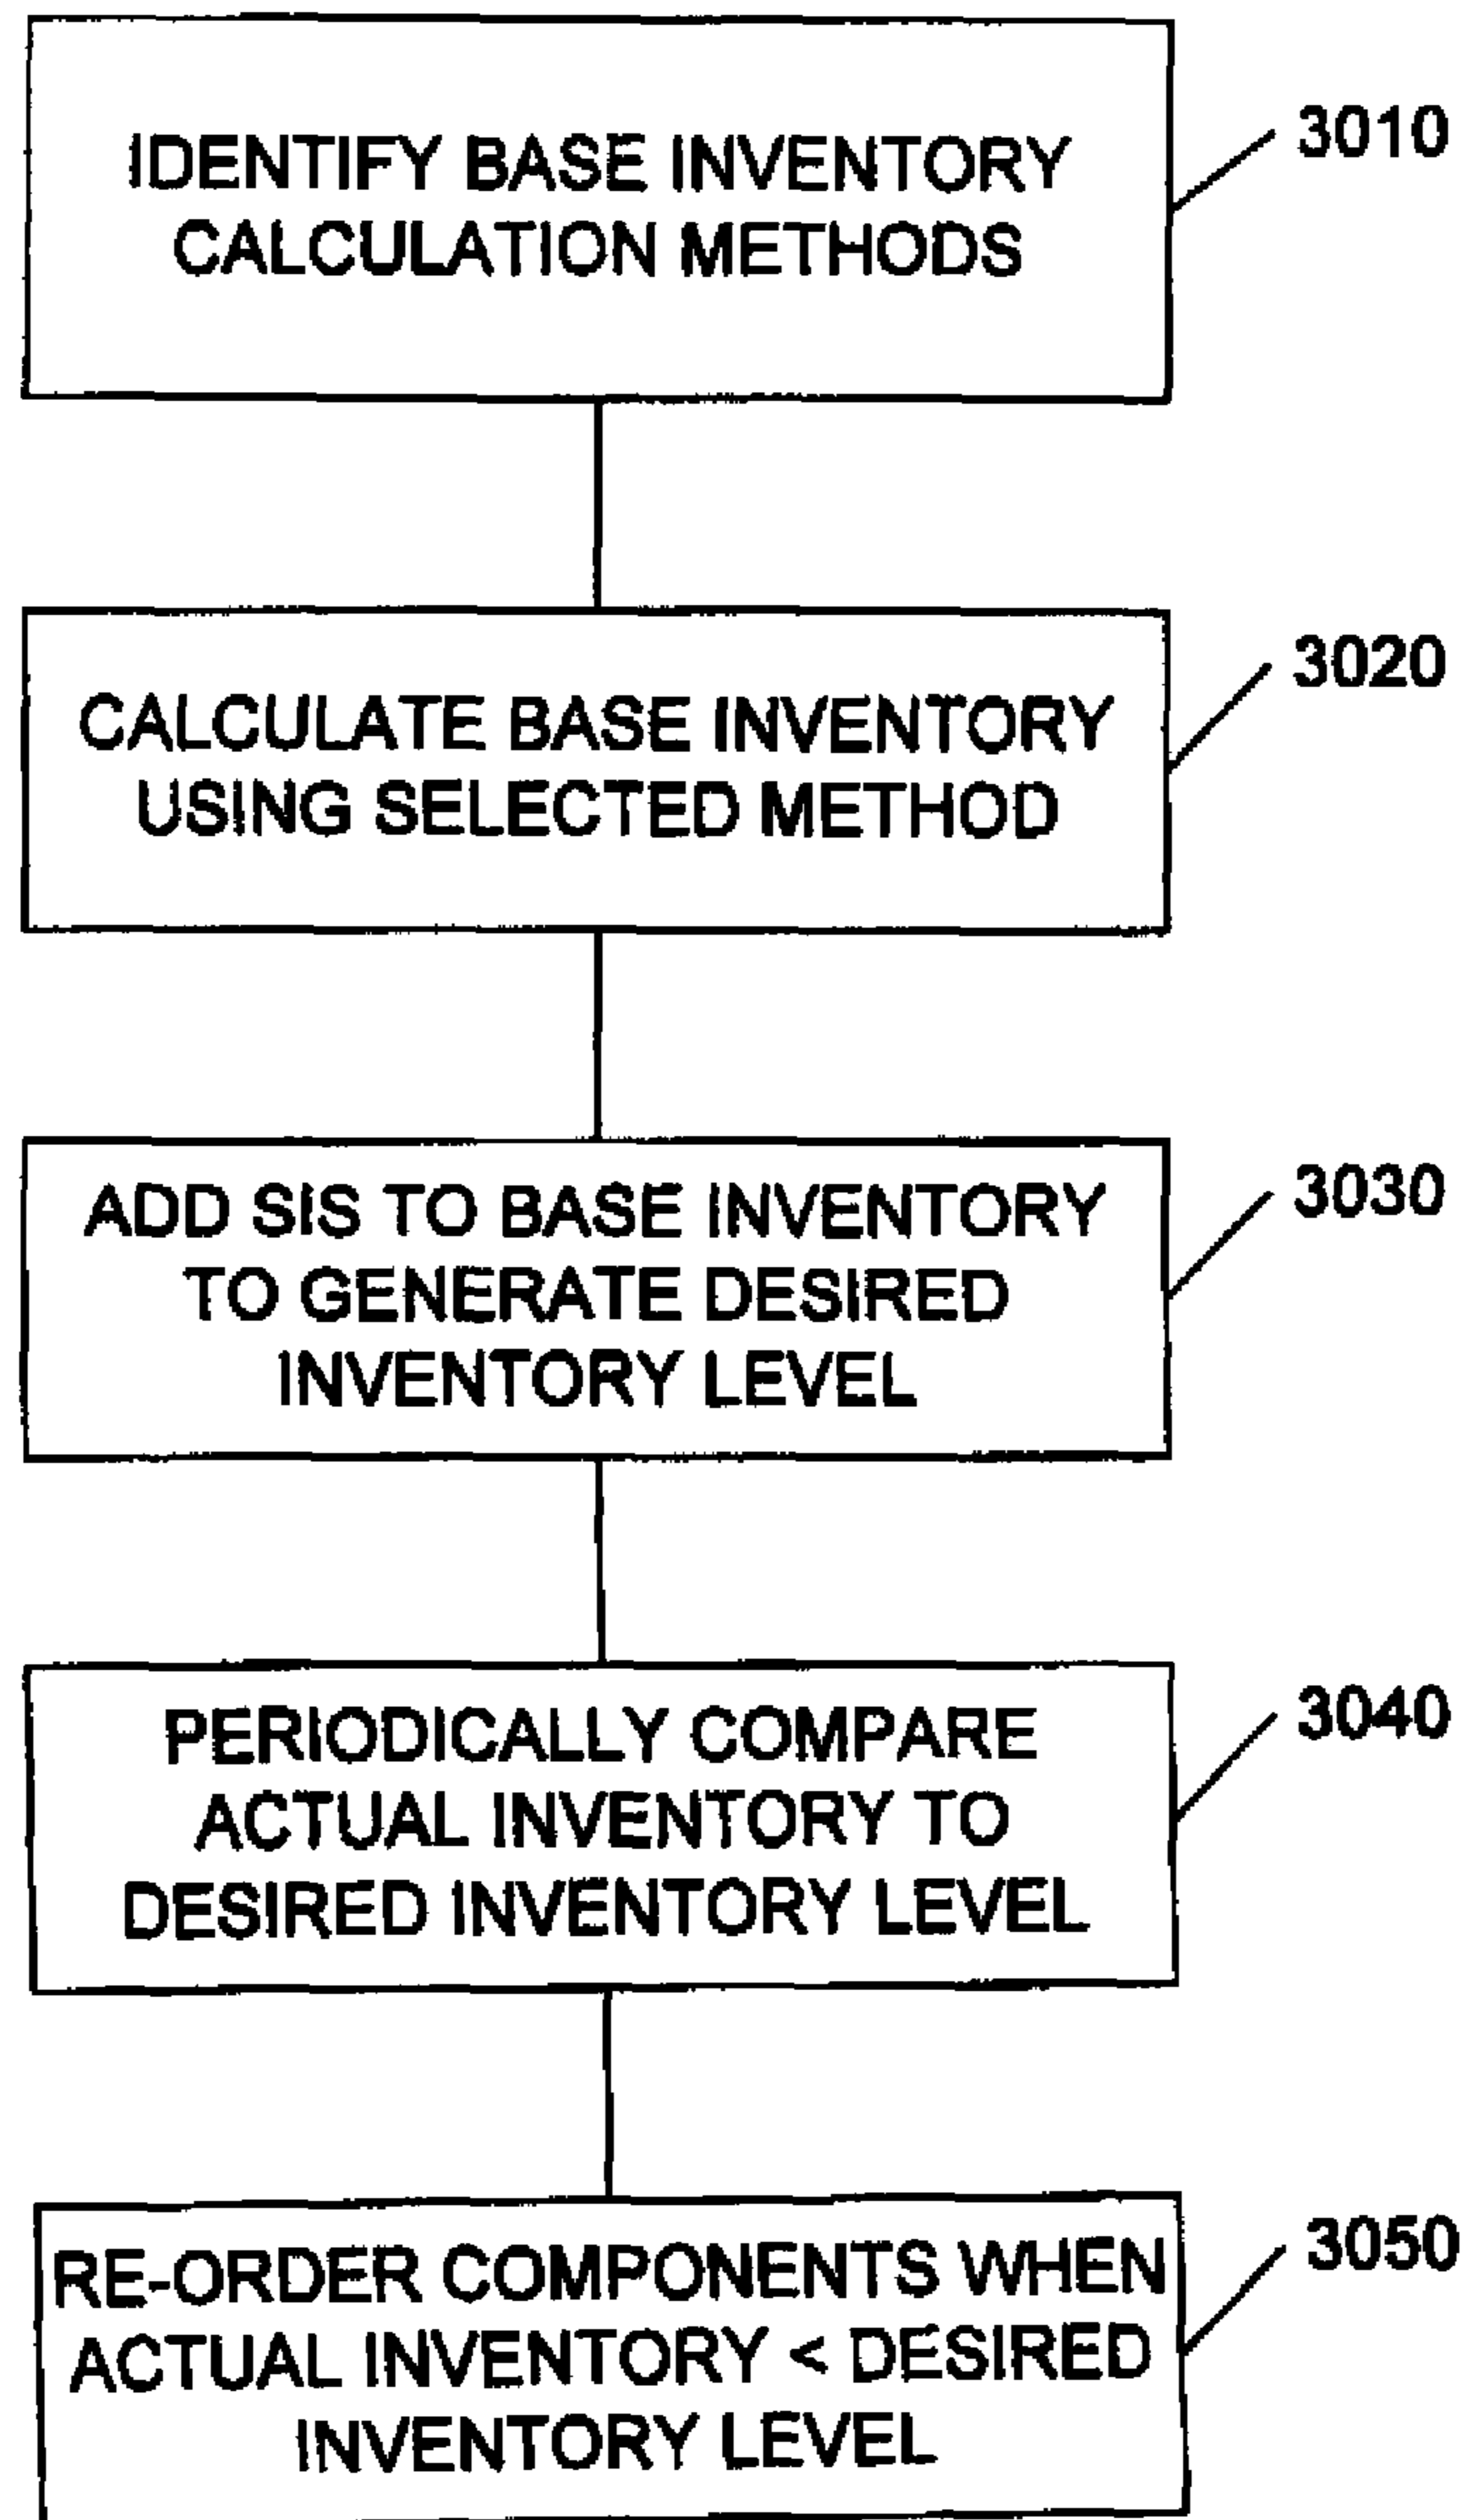 IDENTIFY BASE INVENTORY
CALCULATION METHODS
3010
CALCULATE BASE INVENTORY
USING SELECTED METHOD
3020
ADD SIS TO BASE INVENTORY
TO GENERATE DESIRED
INVENTORY LEVEL
3030
PERIODICALLY COMPARE
ACTUAL INVENTORY TO
DESIRED INVENTORY LEVEL
3040
RE-ORDER COMPONENTS WHEN
ACTUAL INVENTORY < DESIRED
INVENTORY LEVEL
3050